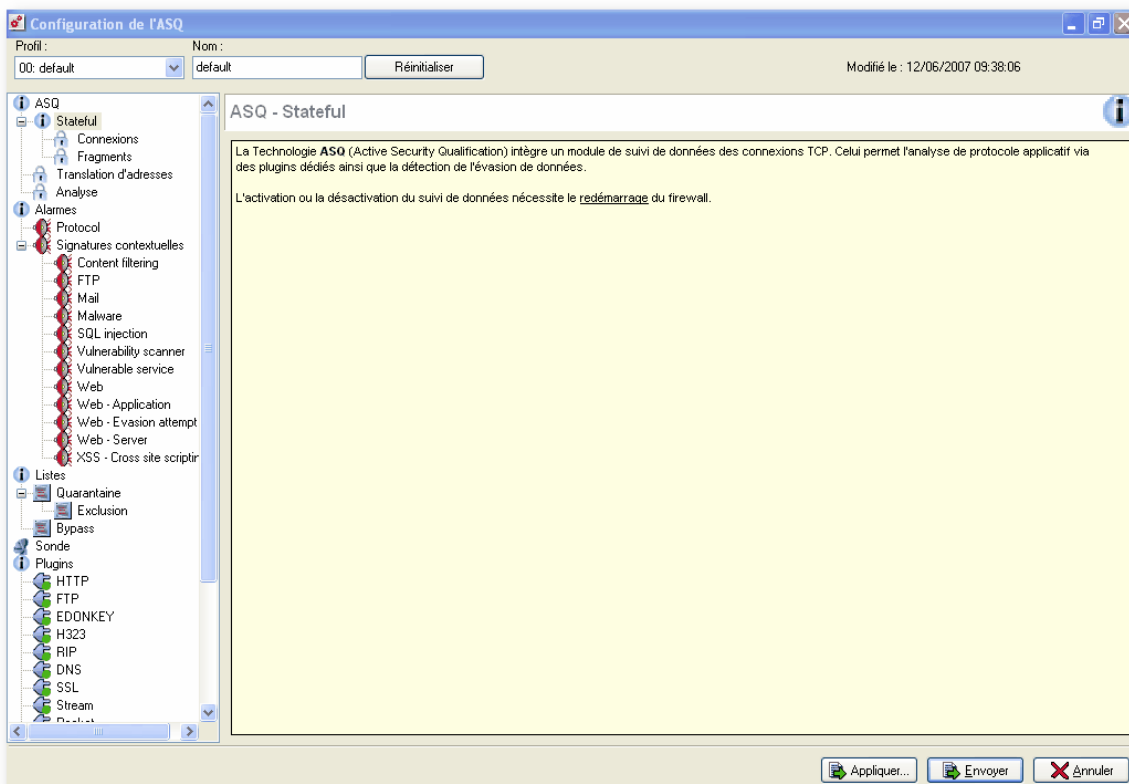 Configuration de l'ASQ
Profil :
Nom :
00: default
default
Réinitialiser
Modifié le : 12/06/2007 09:38:06
ASQ
Stateful
Connexions
Fragments
Translation d'adresses
Analyse
Alarmes
Protocol
Signatures contextuelles
Content filtering
FTP
Mail
Malware
SQL injection
Vulnerability scanner
Vulnerable service
Web
Web - Application
Web - Evasion attempt
Web - Server
XSS - Cross site scriptin
Listes
Quarantaine
Exclusion
Bypass
Sonde
Plugins
HTTP
FTP
EDONKEY
H323
RIP
DNS
SSL
Stream
ASQ - Stateful
La Technologie ASQ (Active Security Qualification) intègre un module de suivi de données des connexions TCP. Celui permet l'analyse de protocole applicatif via
des plugins dédiés ainsi que la détection de l'évasion de données.
L'activation ou la désactivation du suivi de données nécessite le redémarrage du firewall.
Appliquer...
Envoyer
Annuler